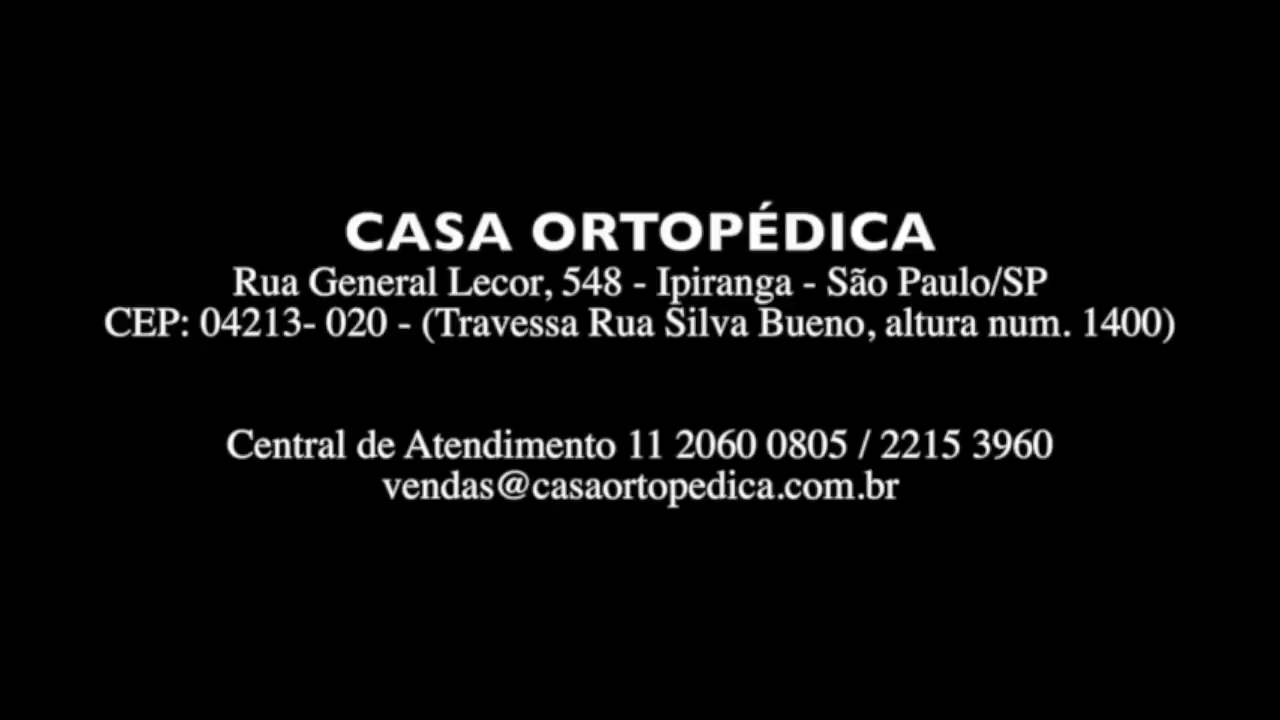 CASA ORTOPÉDICA
Rua General Lecor, 548 - Ipiranga - São Paulo/SP
CEP: 04213- 020 - (Travessa Rua Silva Bueno, altura num. 1400)
Central de Atendimento 11 2060 0805 / 2215 3960
vendas@casaortopedica.com.br